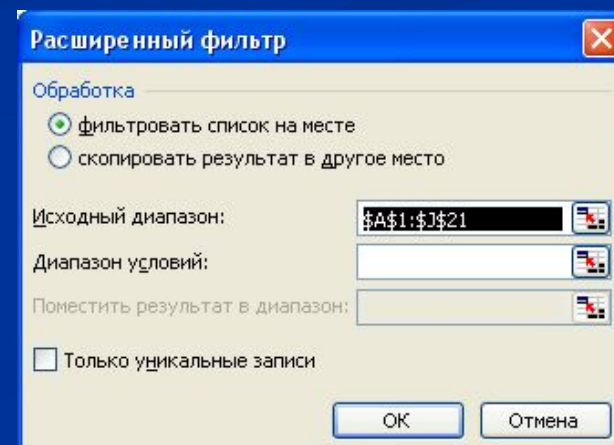 Расширенный фильтр
Обработка
фильтровать список на месте
скопировать результат в другое место
Исходный диапазон: $A$1:$J$21
Диапазон условий:
Поместить результат в диапазон:
Только уникальные записи
ОК Отмена